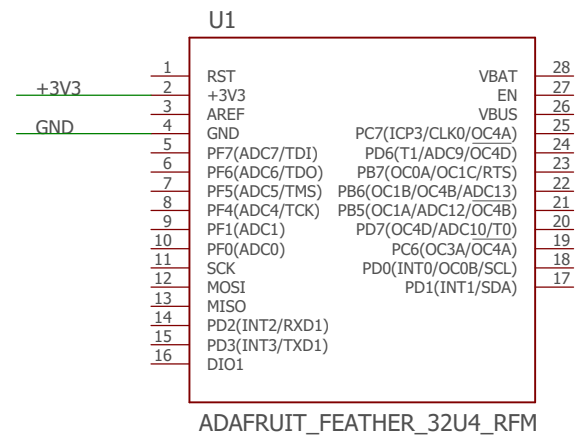 U1
1 RST VBAT 28
+3V3 2 +3V3 EN 27
3 AREF VBUS 26
GND 4 GND PC7(ICP3/CLK0/OC4A) 25
5 PF7(ADC7/TDI) PD6(T1/ADC9/OC4D) 24
6 PF6(ADC6/TDO) PB7(OC0A/OC1C/RTS) 23
7 PF5(ADC5/TMS) PB6(OC1B/OC4B/ADC13) 22
8 PF4(ADC4/TCK) PB5(OC1A/ADC12/OC4B) 21
9 PF1(ADC1) PD7(OC4D/ADC10/T0) 20
10 PF0(ADC0) PC6(OC3A/OC4A) 19
11 SCK PD0(INT0/OC0B/SCL) 18
12 MOSI PD1(INT1/SDA) 17
13 MISO
14 PD2(INT2/RXD1)
15 PD3(INT3/TXD1)
16 DIO1
ADAFRUIT_FEATHER_32U4_RFM